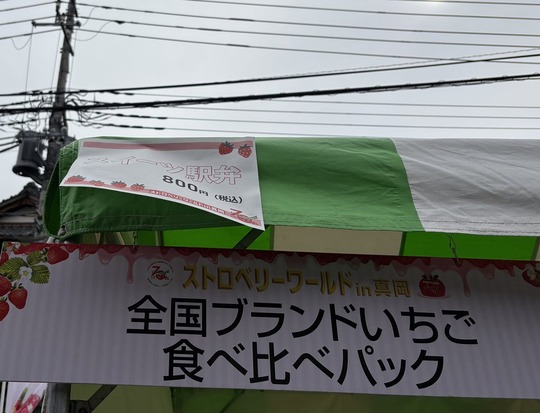 スイーツ駅弁
800円（税込）
ストロベリーワールドin真岡
全国ブランドいちご
食べ比べパック